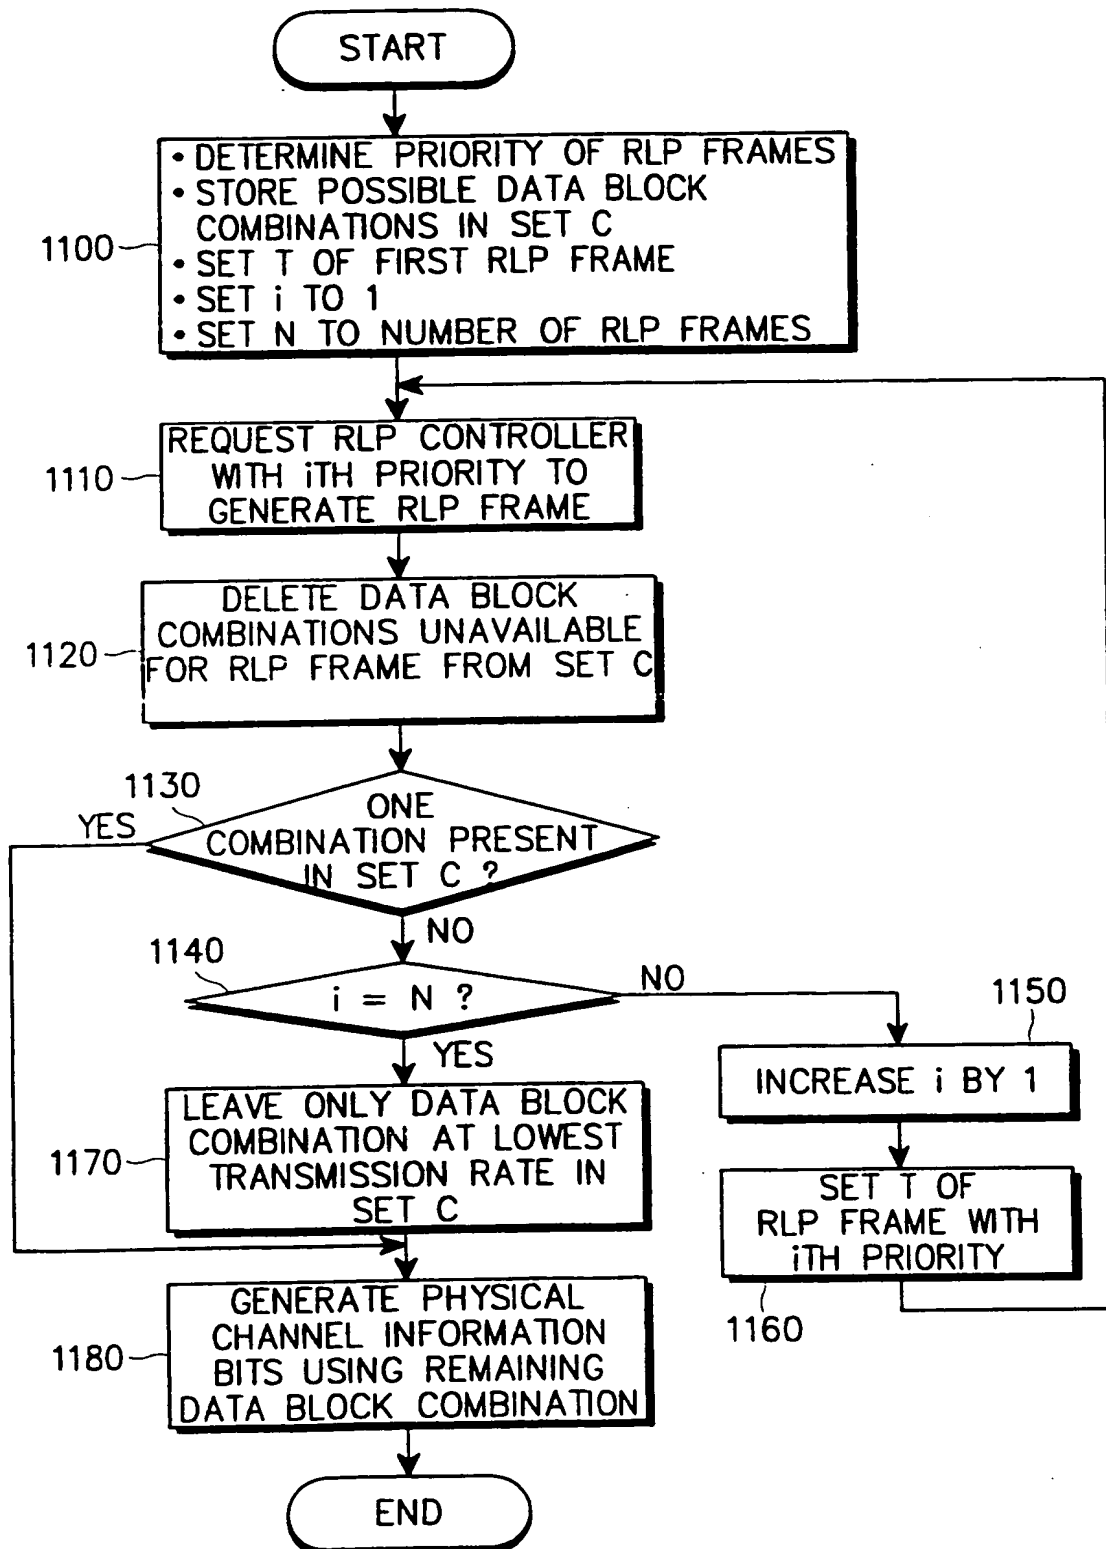 START
• DETERMINE PRIORITY OF RLP FRAMES
• STORE POSSIBLE DATA BLOCK
COMBINATIONS IN SET C
• SET T OF FIRST RLP FRAME
• SET i TO 1
• SET N TO NUMBER OF RLP FRAMES
1100
REQUEST RLP CONTROLLER
WITH iTH PRIORITY TO
GENERATE RLP FRAME
1110
DELETE DATA BLOCK
COMBINATIONS UNAVAILABLE
FOR RLP FRAME FROM SET C
1120
1130
YES
ONE
COMBINATION PRESENT
IN SET C ?
NO
1140
i = N ?
NO
YES
1150
INCREASE i BY 1
LEAVE ONLY DATA BLOCK
COMBINATION AT LOWEST
TRANSMISSION RATE IN
SET C
1170
SET T OF
RLP FRAME WITH
iTH PRIORITY
1160
GENERATE PHYSICAL
CHANNEL INFORMATION
BITS USING REMAINING
DATA BLOCK COMBINATION
1180
END